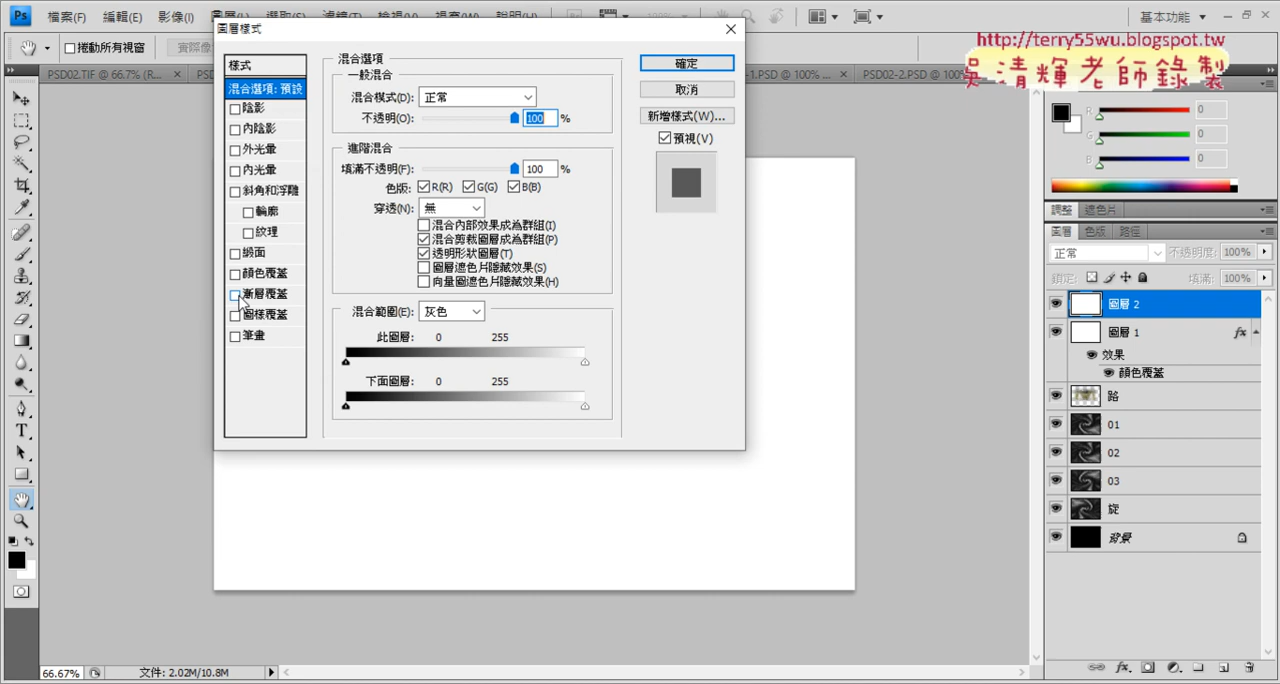 Ps 檔案(F) 編輯(E) 影像(I) 基本功能
http://terry55wu.blogspot.tw
吳清輝老師錄製
捲動所有視窗
PSD02.TIF @ 66.7% (R... × -1.PSD @ 100% ... × PSD02-2.PSD @ 100%
圖層樣式
樣式
混合選項: 預設
陰影
內陰影
外光暈
內光暈
斜角和浮雕
輪廓
紋理
緞面
顏色覆蓋
漸層覆蓋
圖樣覆蓋
筆畫
混合選項
一般混合
混合模式(D): 正常
不透明(O): 100 %
進階混合
填滿不透明(F): 100 %
色版: R(R) G(G) B(B)
穿透(N): 無
混合內部效果成為群組(I)
混合剪裁圖層成為群組(P)
透明形狀圖層(T)
圖層遮色片隱藏效果(S)
向量圖遮色片隱藏效果(H)
混合範圍(E): 灰色
此圖層: 0 255
下面圖層: 0 255
確定
取消
新增樣式(W)...
預視(V)
R 0
G 0
B 0
調整 遮色片
圖層 色版 路徑
正常 不透明度: 100%
鎖定: 填滿: 100%
圖層 2
圖層 1 fx
效果
顏色覆蓋
路
01
02
03
旋
背景
66.67% 文件: 2.02M/10.8M